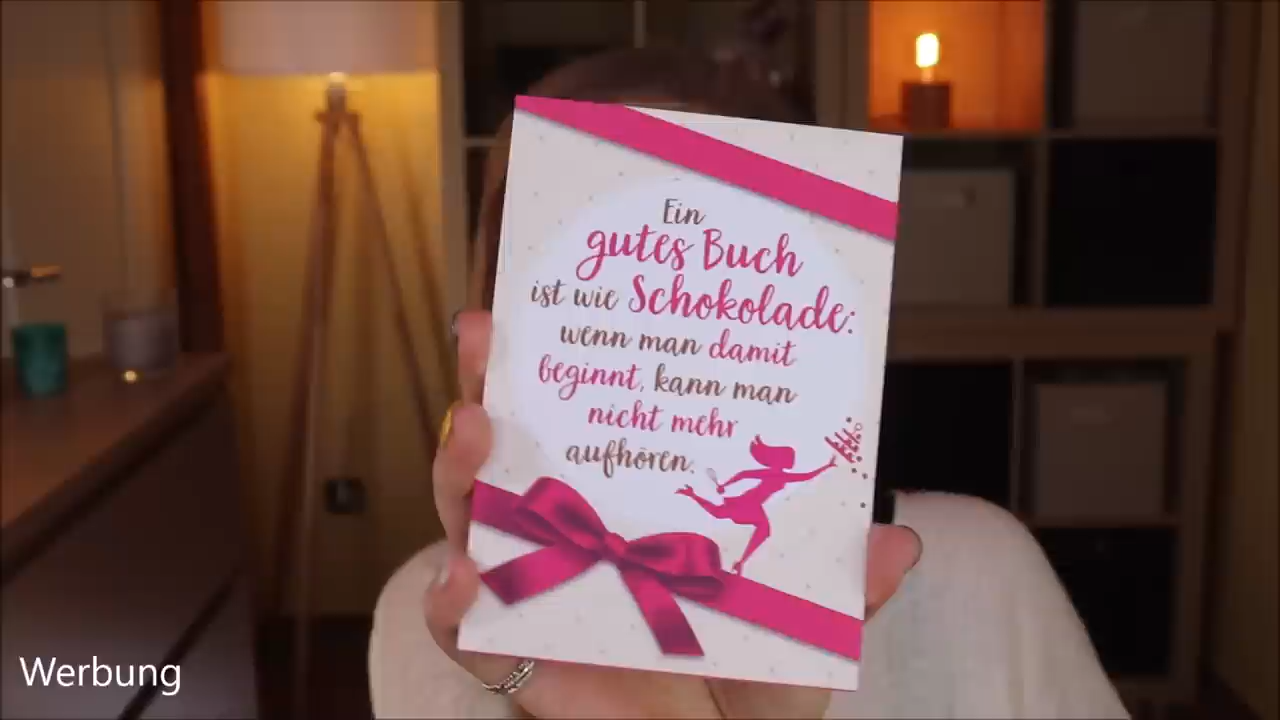 Ein
gutes Buch
ist wie Schokolade:
wenn man damit
beginnt, kann man
nicht mehr
aufhören.
Werbung